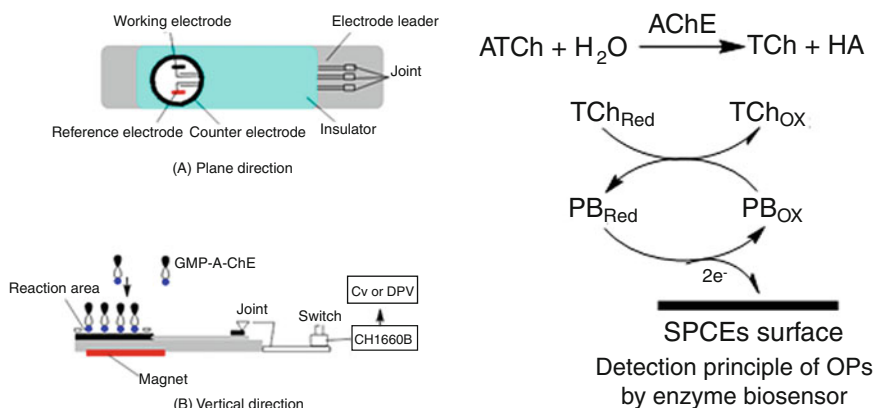 Working electrode
Electrode leader
Joint
Reference electrode
Counter electrode
Insulator
(A) Plane direction
GMP-A-ChE
Reaction area
Joint
Switch
Cv or DPV
CH1660B
Magnet
(B) Vertical direction
ATCh + H₂O AChE TCh + HA
TChRed TChOX
PBRed PBOX
2e⁻
SPCEs surface
Detection principle of OPs
by enzyme biosensor